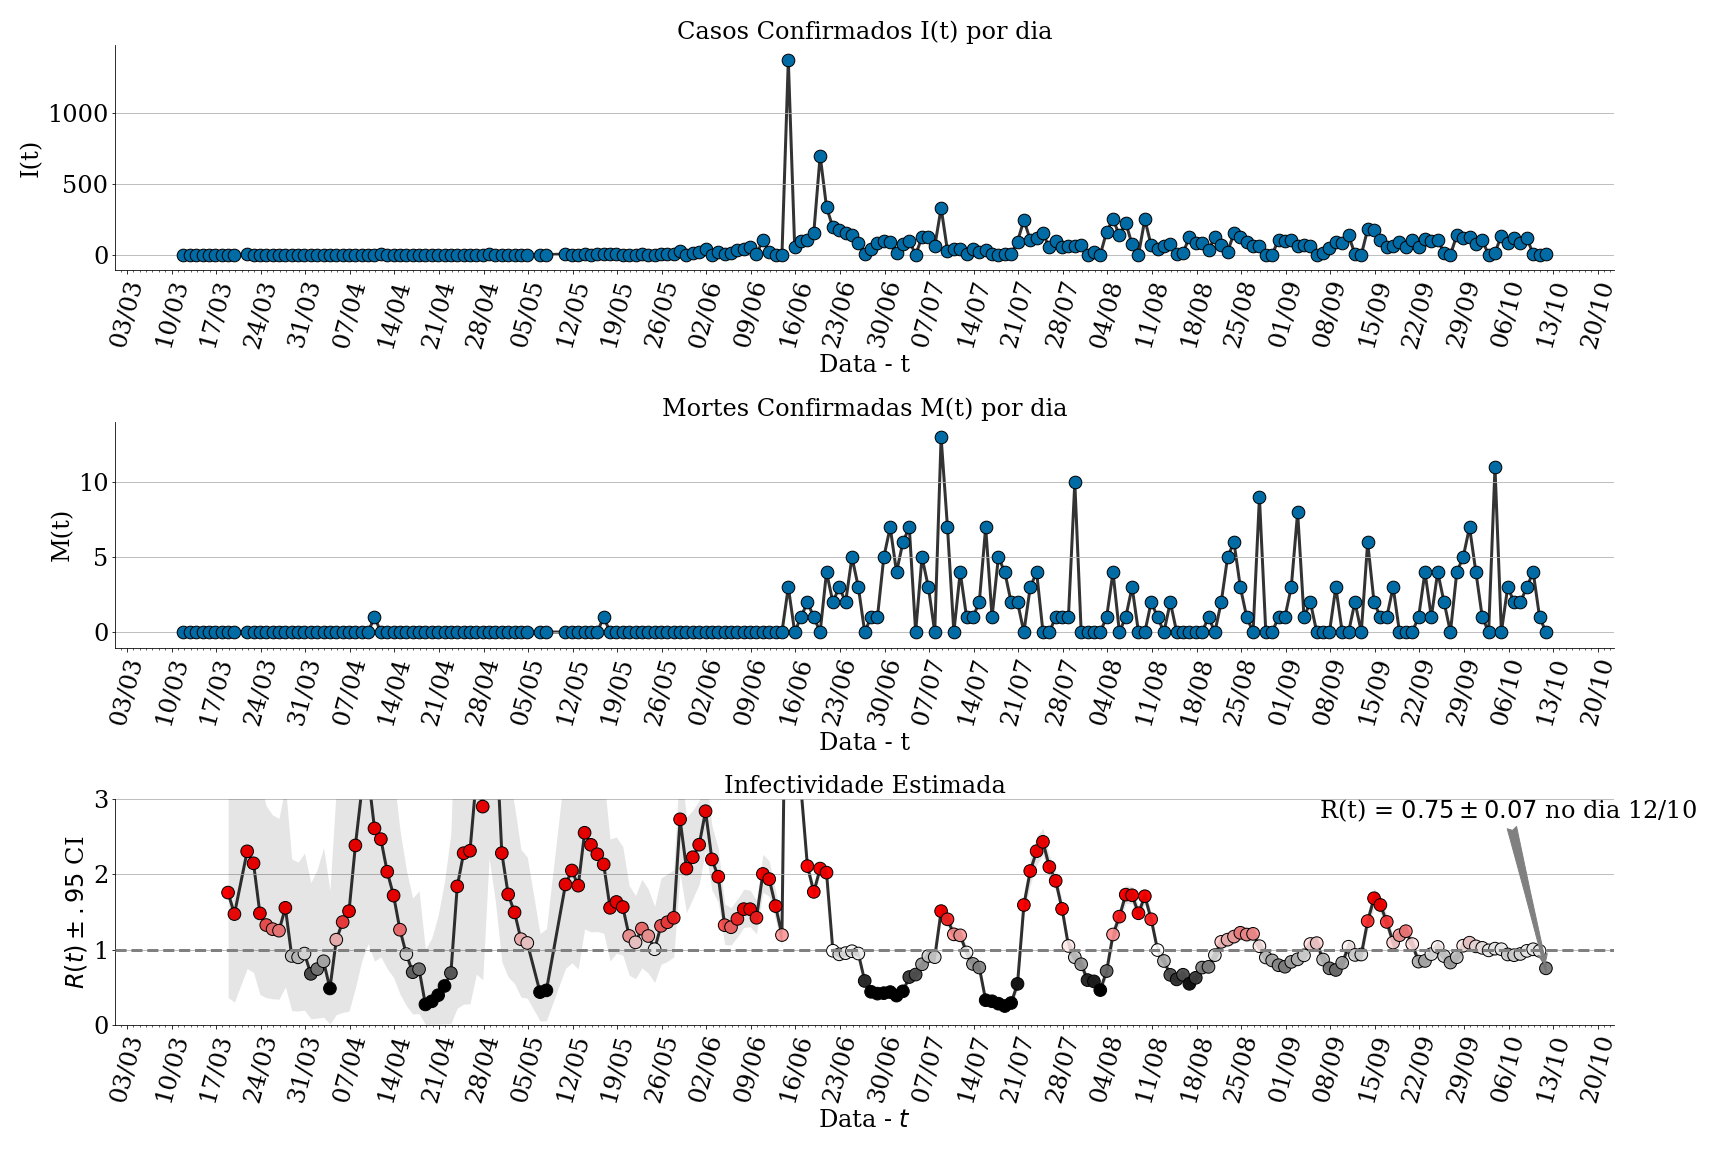 Casos Confirmados I(t) por dia
I(t)
1000
500
0
03/03 10/03 17/03 24/03 31/03 07/04 14/04 21/04 28/04 05/05 12/05 19/05 26/05 02/06 09/06 16/06 23/06 30/06 07/07 14/07 21/07 28/07 04/08 11/08 18/08 25/08 01/09 08/09 15/09 22/09 29/09 06/10 13/10 20/10
Data - t
Mortes Confirmadas M(t) por dia
M(t)
10
5
0
03/03 10/03 17/03 24/03 31/03 07/04 14/04 21/04 28/04 05/05 12/05 19/05 26/05 02/06 09/06 16/06 23/06 30/06 07/07 14/07 21/07 28/07 04/08 11/08 18/08 25/08 01/09 08/09 15/09 22/09 29/09 06/10 13/10 20/10
Data - t
Infectividade Estimada
R(t) ± .95 CI
3
2
1
0
R(t) = 0.75 ± 0.07 no dia 12/10
03/03 10/03 17/03 24/03 31/03 07/04 14/04 21/04 28/04 05/05 12/05 19/05 26/05 02/06 09/06 16/06 23/06 30/06 07/07 14/07 21/07 28/07 04/08 11/08 18/08 25/08 01/09 08/09 15/09 22/09 29/09 06/10 13/10 20/10
Data - t